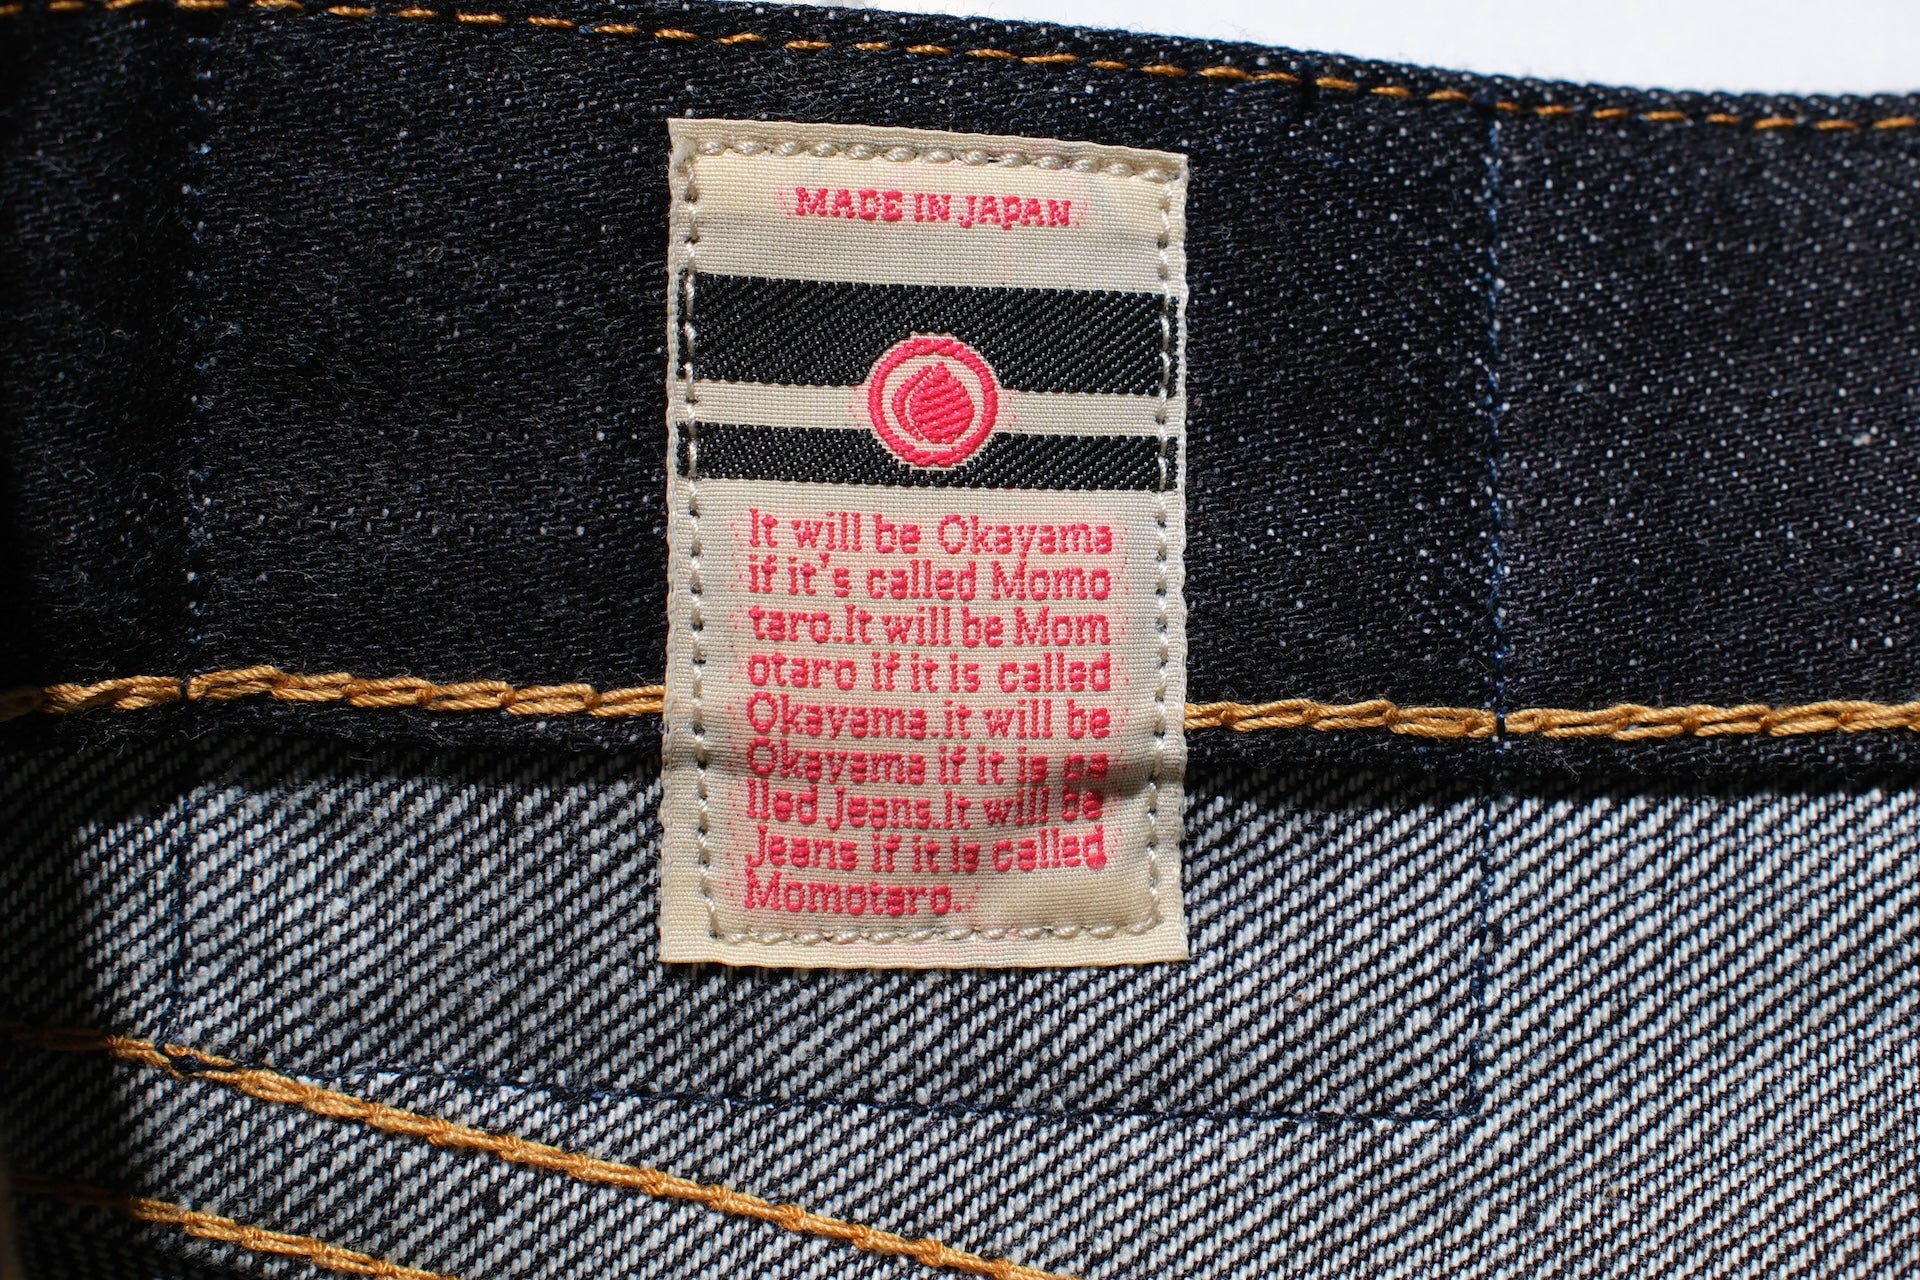 MADE IN JAPAN
It will be Okayama
if it's called Momo
taro.It will be Mom
otaro if it is called
Okayama.it will be
Okayama if it is ca
lled Jeans.It will be
Jeans if it is called
Momotaro.